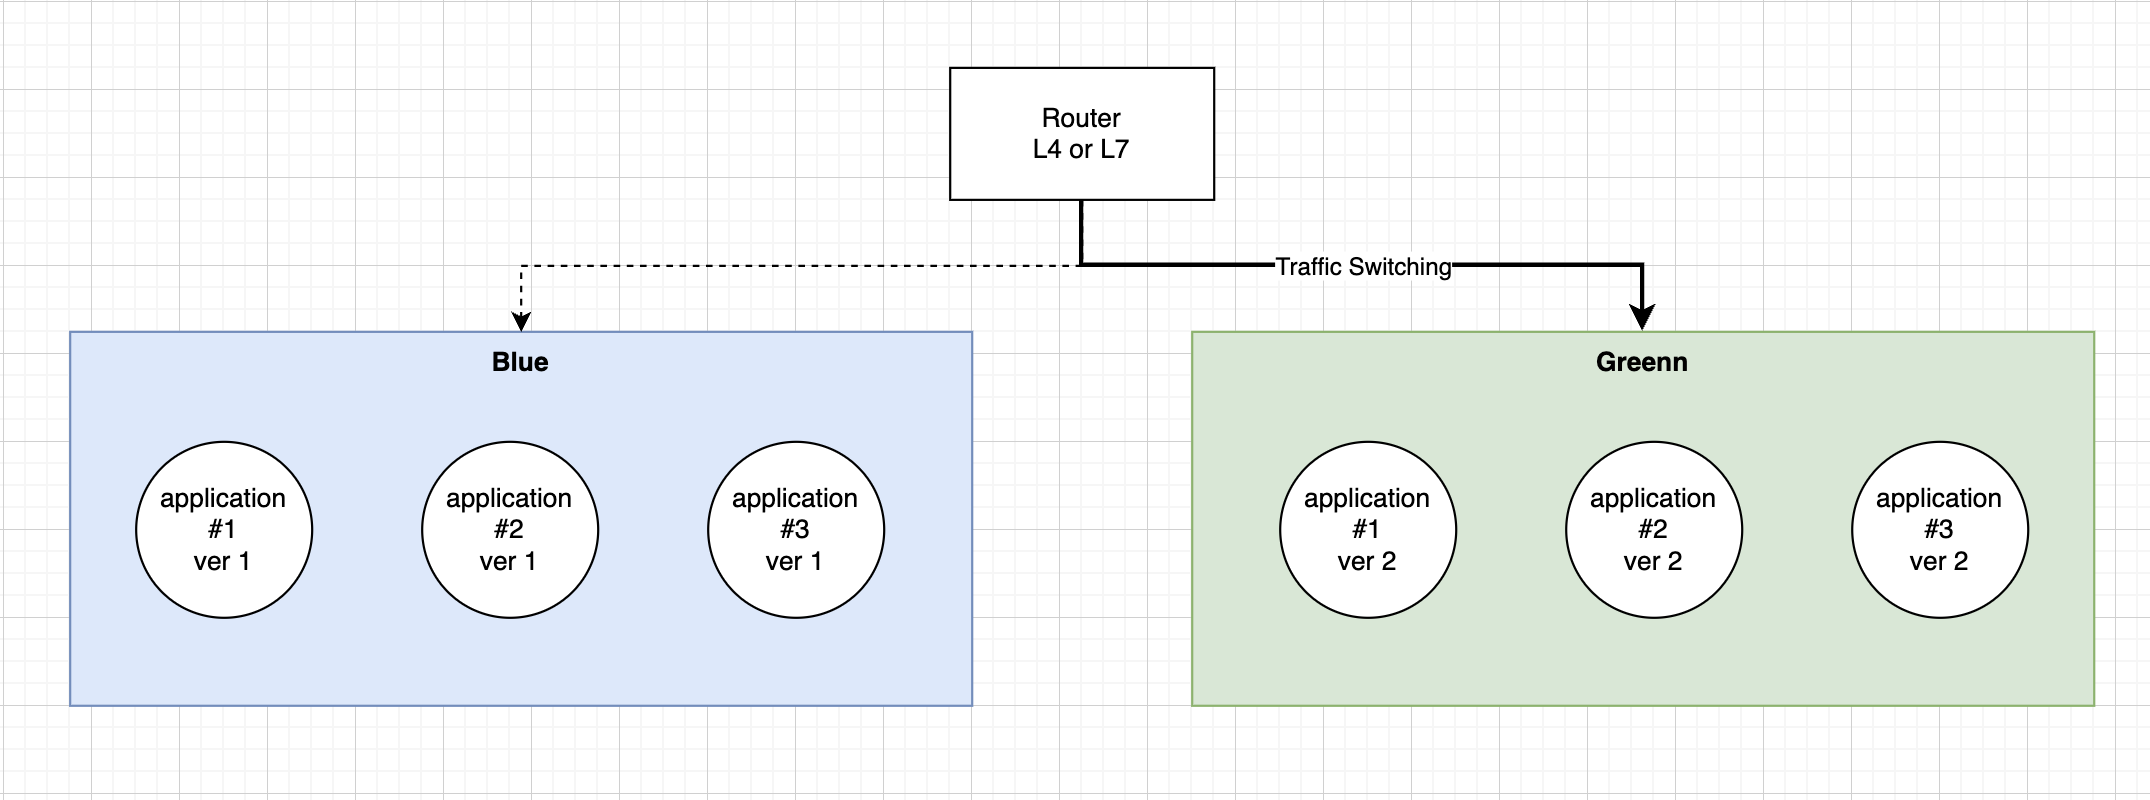 Router
L4 or L7
Traffic Switching
Blue
Greenn
application
#1
ver 1
application
#2
ver 1
application
#3
ver 1
application
#1
ver 2
application
#2
ver 2
application
#3
ver 2